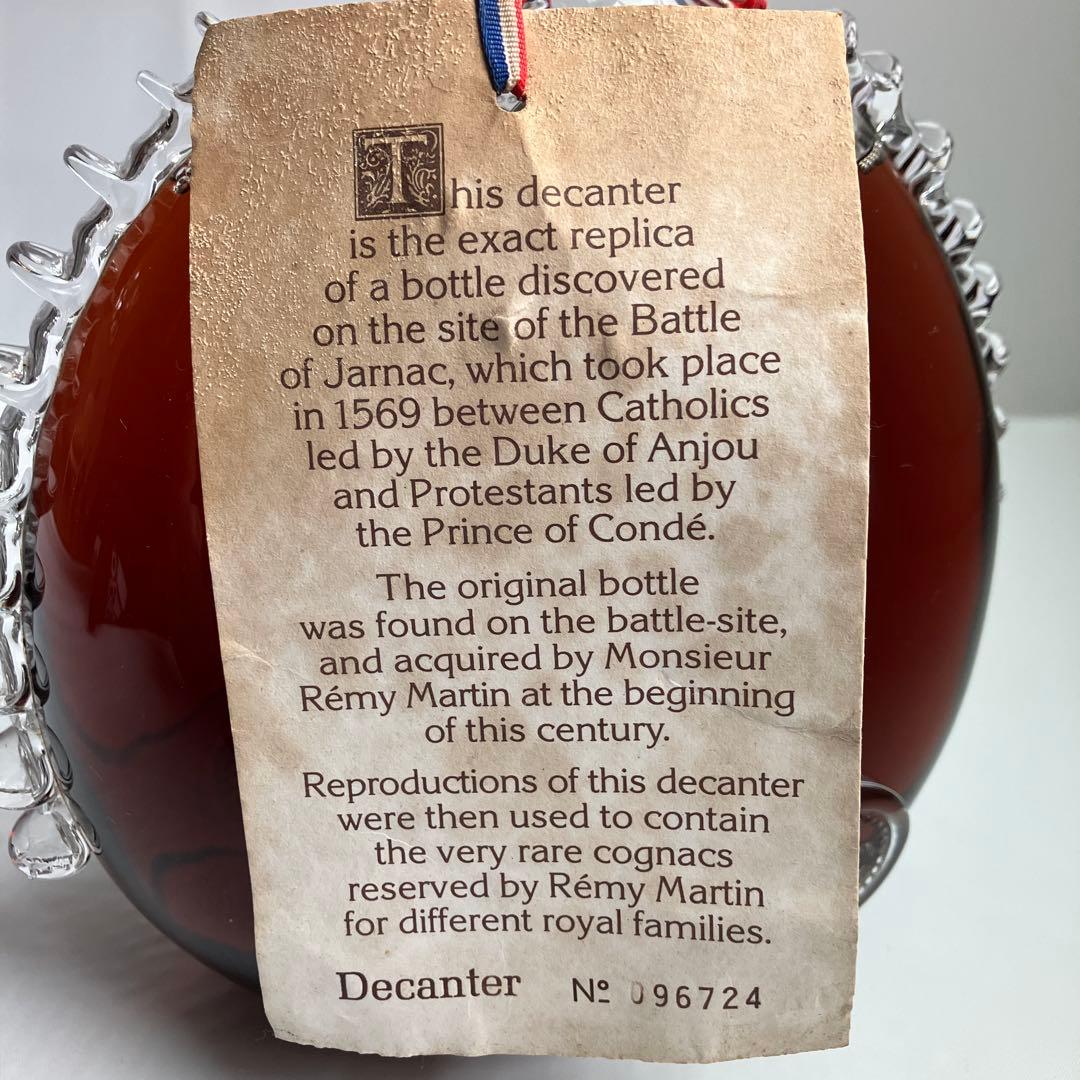 This decanter
is the exact replica
of a bottle discovered
on the site of the Battle
of Jarnac, which took place
in 1569 between Catholics
led by the Duke of Anjou
and Protestants led by
the Prince of Condé.
The original bottle
was found on the battle-site,
and acquired by Monsieur
Rémy Martin at the beginning
of this century.
Reproductions of this decanter
were then used to contain
the very rare cognacs
reserved by Rémy Martin
for different royal families.
Decanter Nº 096724